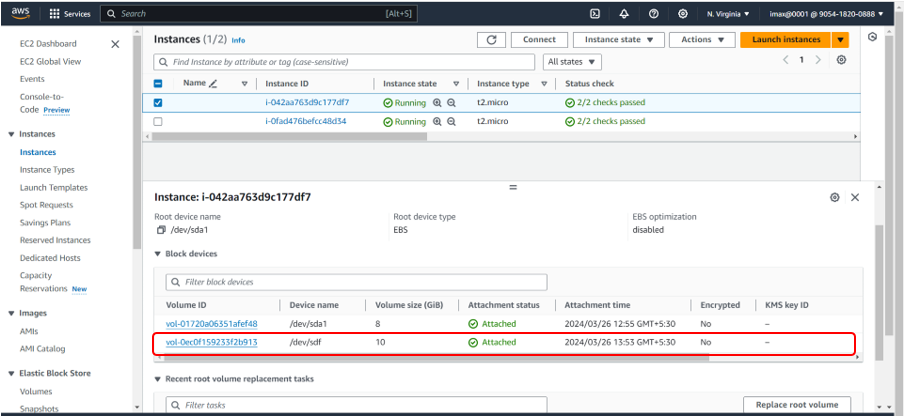 aws Services Search [Alt+S] N. Virginia imax@0001 @ 9054-1820-0888
EC2 Dashboard
EC2 Global View
Events
Console-to-
Code Preview
Instances
Instances
Instance Types
Launch Templates
Spot Requests
Savings Plans
Reserved Instances
Dedicated Hosts
Capacity
Reservations New
Images
AMIs
AMI Catalog
Elastic Block Store
Volumes
Snapshots
Instances (1/2) Info
Connect Instance state Actions Launch instances
Find Instance by attribute or tag (case-sensitive) All states 1
Name Instance ID Instance state Instance type Status check
i-042aa763d9c177df7 Running t2.micro 2/2 checks passed
i-0fad476befcc48d34 Running t2.micro 2/2 checks passed
Instance: i-042aa763d9c177df7
Root device name Root device type EBS optimization
/dev/sda1 EBS disabled
Block devices
Filter block devices
Volume ID Device name Volume size (GiB) Attachment status Attachment time Encrypted KMS key ID
vol-01720a06351afef48 /dev/sda1 8 Attached 2024/03/26 12:55 GMT+5:30 No –
vol-0ec0f159233f2b913 /dev/sdf 10 Attached 2024/03/26 13:53 GMT+5:30 No –
Recent root volume replacement tasks
Filter tasks Replace root volume